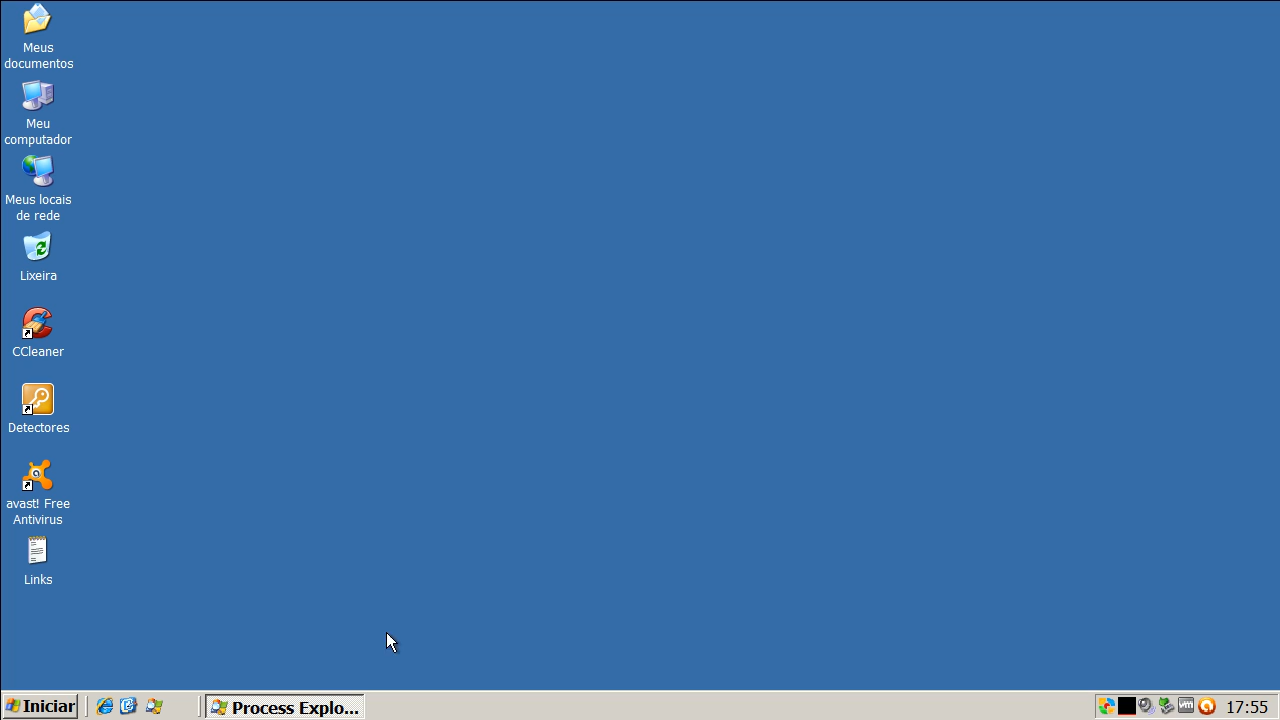 Meus
documentos
Meu
computador
Meus locais
de rede
Lixeira
CCleaner
Detectores
avast! Free
Antivirus
Links
Iniciar
Process Explo...
vm
17:55